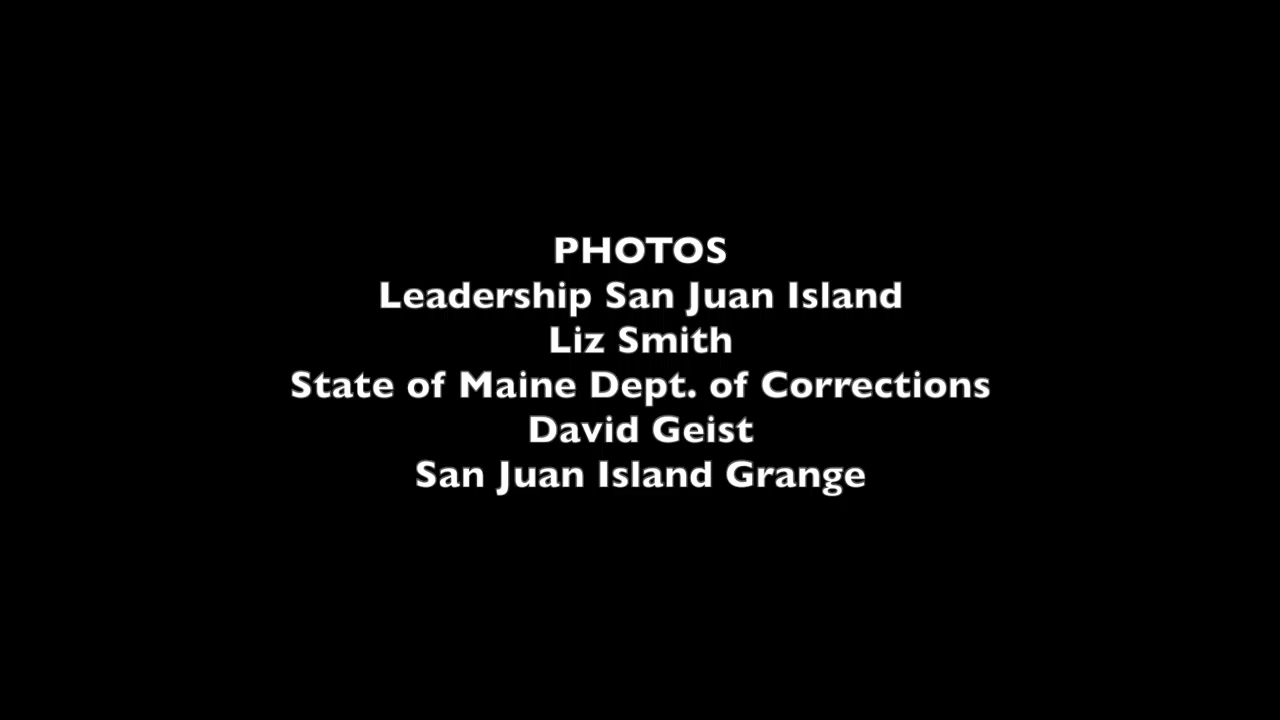 PHOTOS
Leadership San Juan Island
Liz Smith
State of Maine Dept. of Corrections
David Geist
San Juan Island Grange